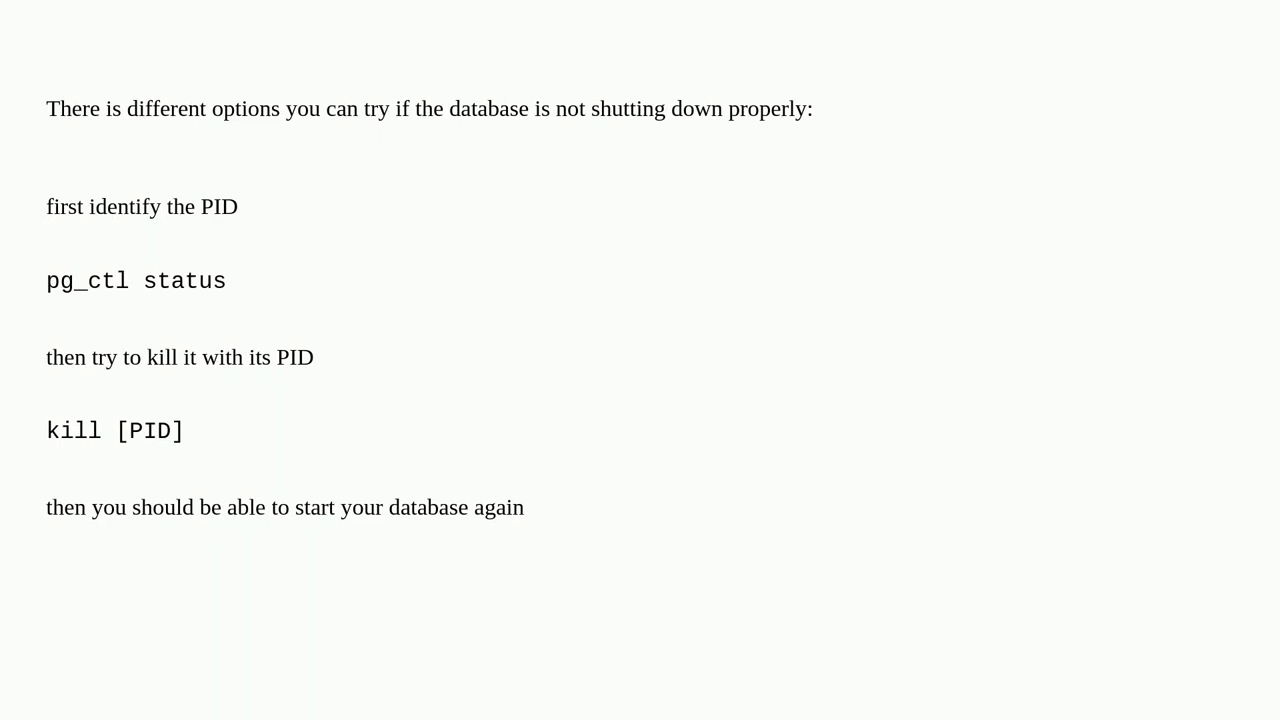 There is different options you can try if the database is not shutting down properly:
first identify the PID
pg_ctl status
then try to kill it with its PID
kill [PID]
then you should be able to start your database again